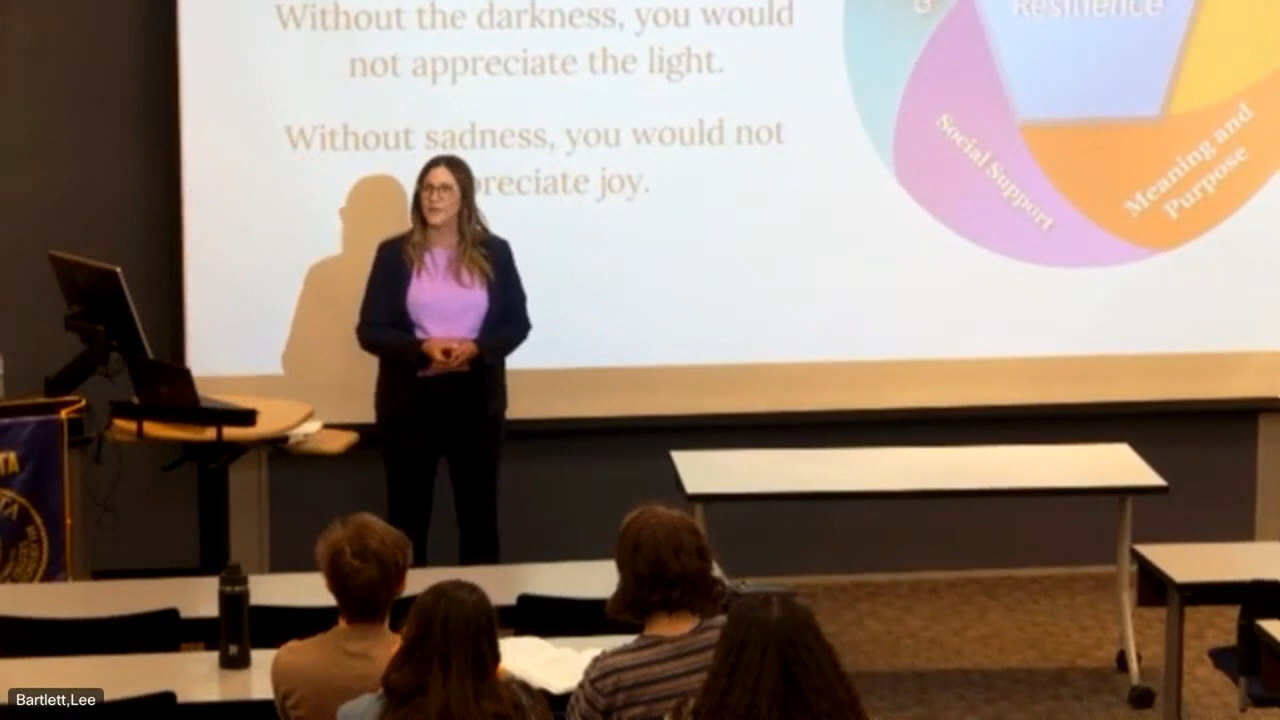 Without the darkness, you would
not appreciate the light.
Without sadness, you would not
preciate joy.
Resilience
Social Support
Meaning and
Purpose
Bartlett,Lee